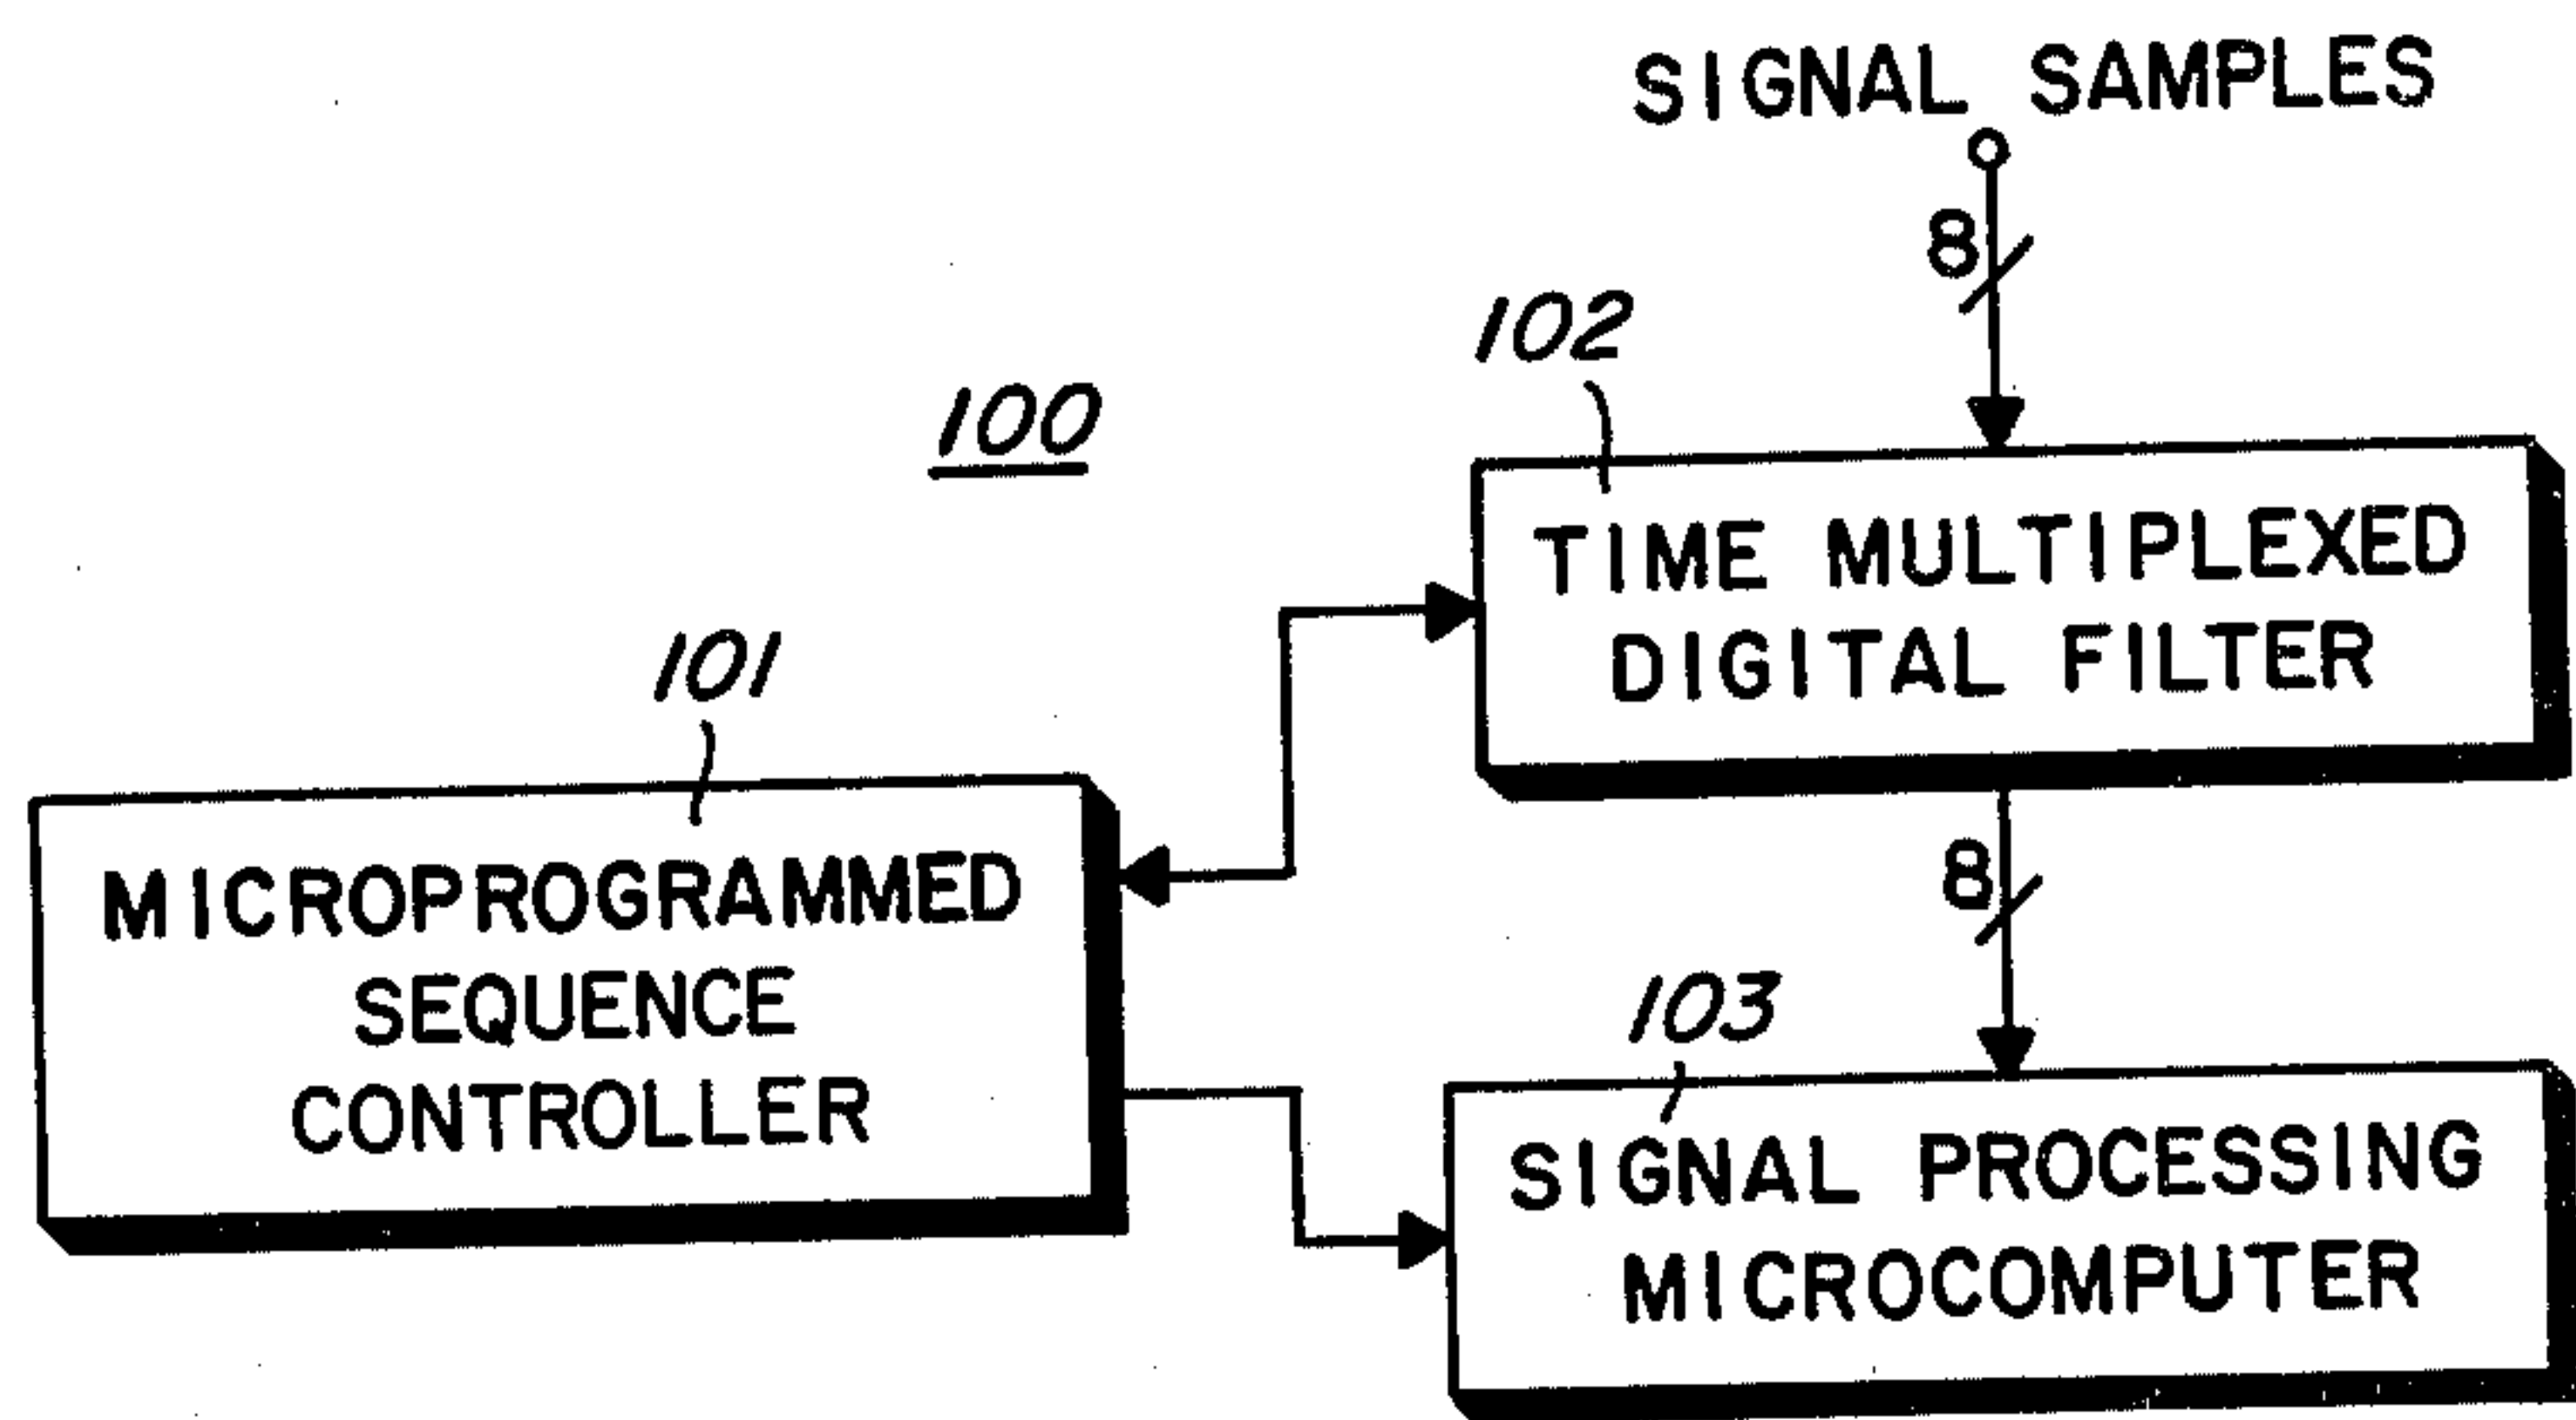 SIGNAL SAMPLES
8
102
100
TIME MULTIPLEXED
DIGITAL FILTER
101
MICROPROGRAMMED
SEQUENCE
CONTROLLER
8
103
SIGNAL PROCESSING
MICROCOMPUTER